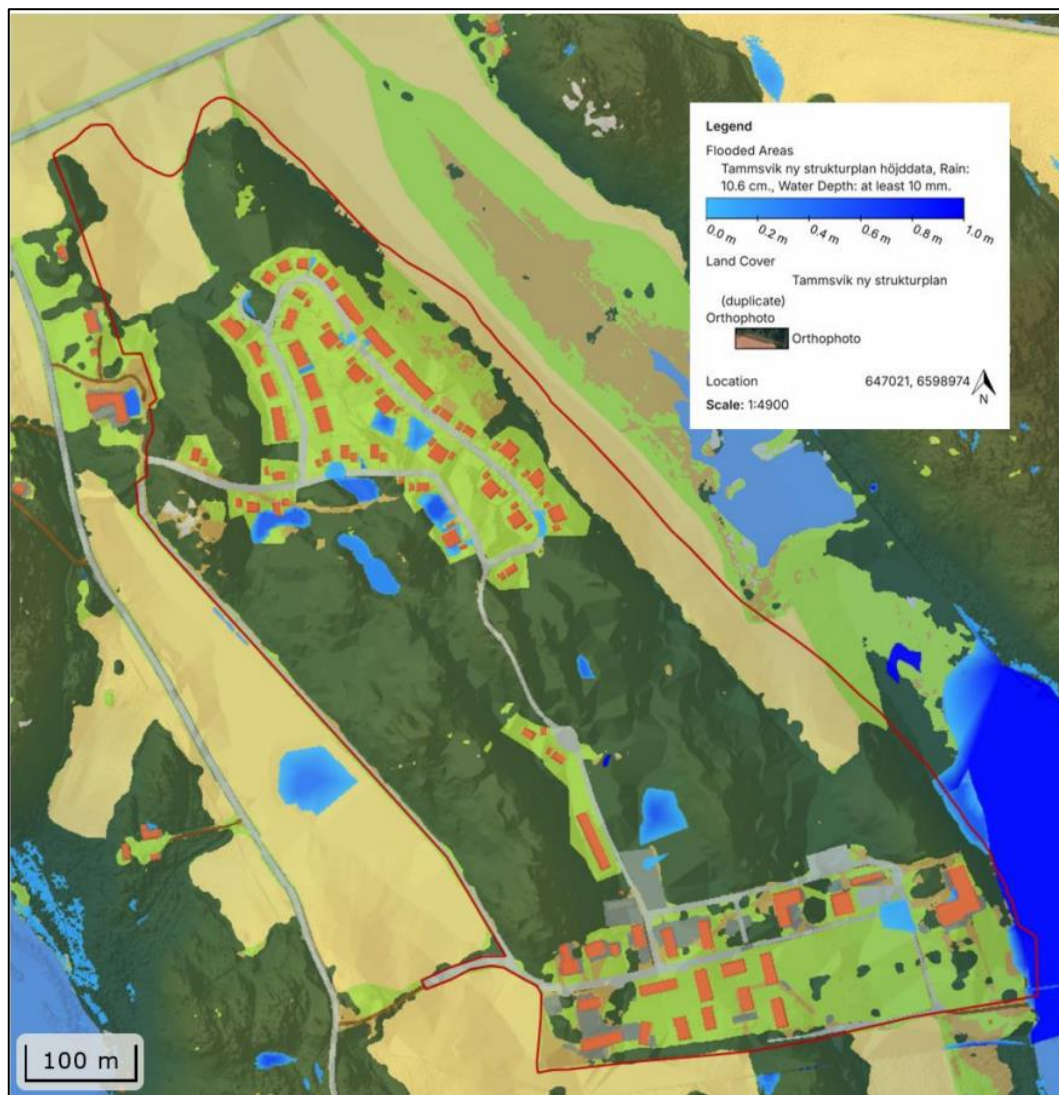 Legend
Flooded Areas
Tammsvik ny strukturplan höjddata, Rain:
10.6 cm., Water Depth: at least 10 mm.
0.0 m 0.2 m 0.4 m 0.6 m 0.8 m 1.0 m
Land Cover
Tammsvik ny strukturplan
(duplicate)
Orthophoto
Orthophoto
Location 647021, 6598974
Scale: 1:4900
N
100 m